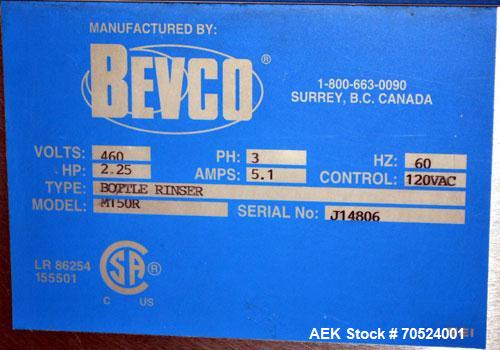 MANUFACTURED BY:
BEVCO®
1-800-663-0090
SURREY, B.C. CANADA
VOLTS: 460 PH: 3 HZ: 60
HP: 2.25 AMPS: 5.1 CONTROL: 120VAC
TYPE: BOTTLE RINSER
MODEL: M150R SERIAL No: J14806
LR 86254
155501
CSA®
C US
AEK Stock # 70524001